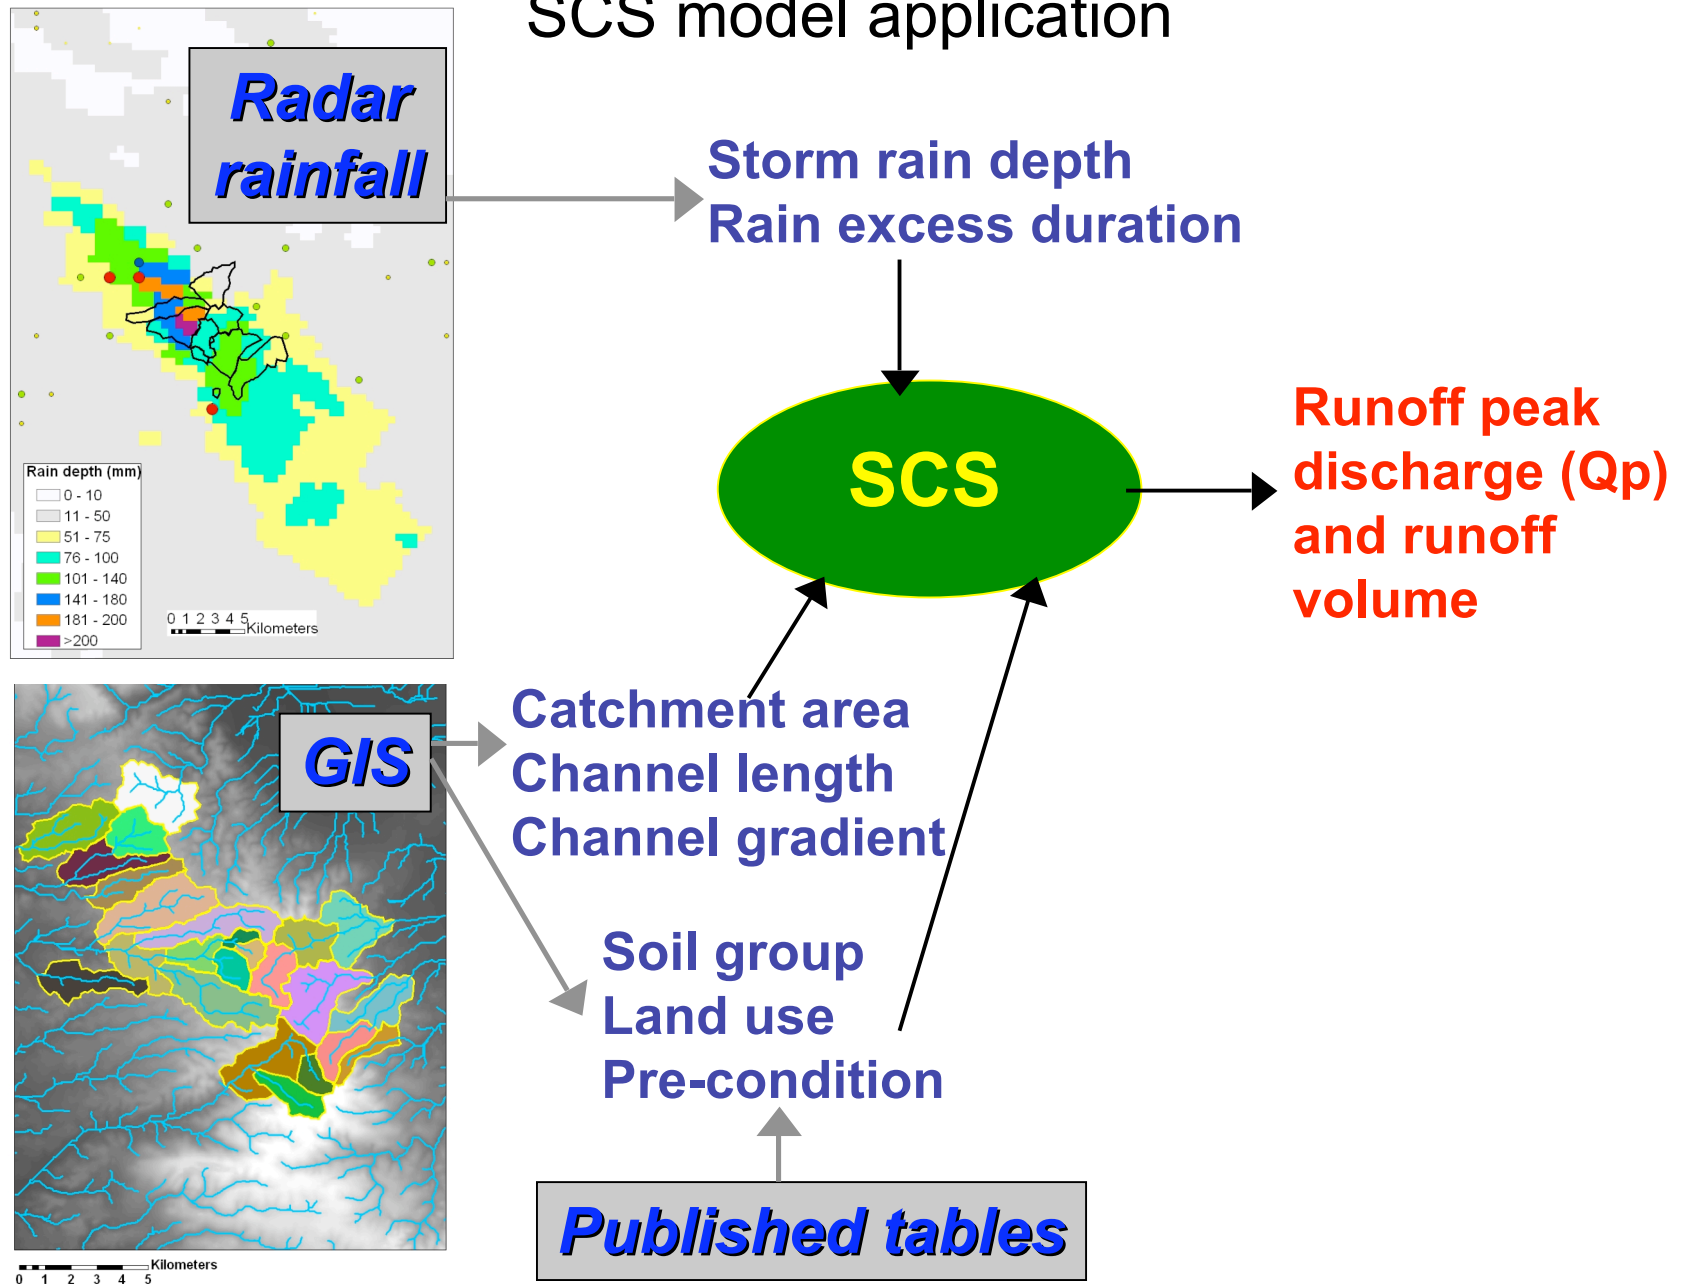 SCS model application
Radar
rainfall
Storm rain depth
Rain excess duration
SCS
Runoff peak
discharge (Qp)
and runoff
volume
Rain depth (mm)
0 - 10
11 - 50
51 - 75
76 - 100
101 - 140
141 - 180
181 - 200
>200
0 1 2 3 4 5
Kilometers
GIS
Catchment area
Channel length
Channel gradient
Soil group
Land use
Pre-condition
Published tables
Kilometers
0 1 2 3 4 5